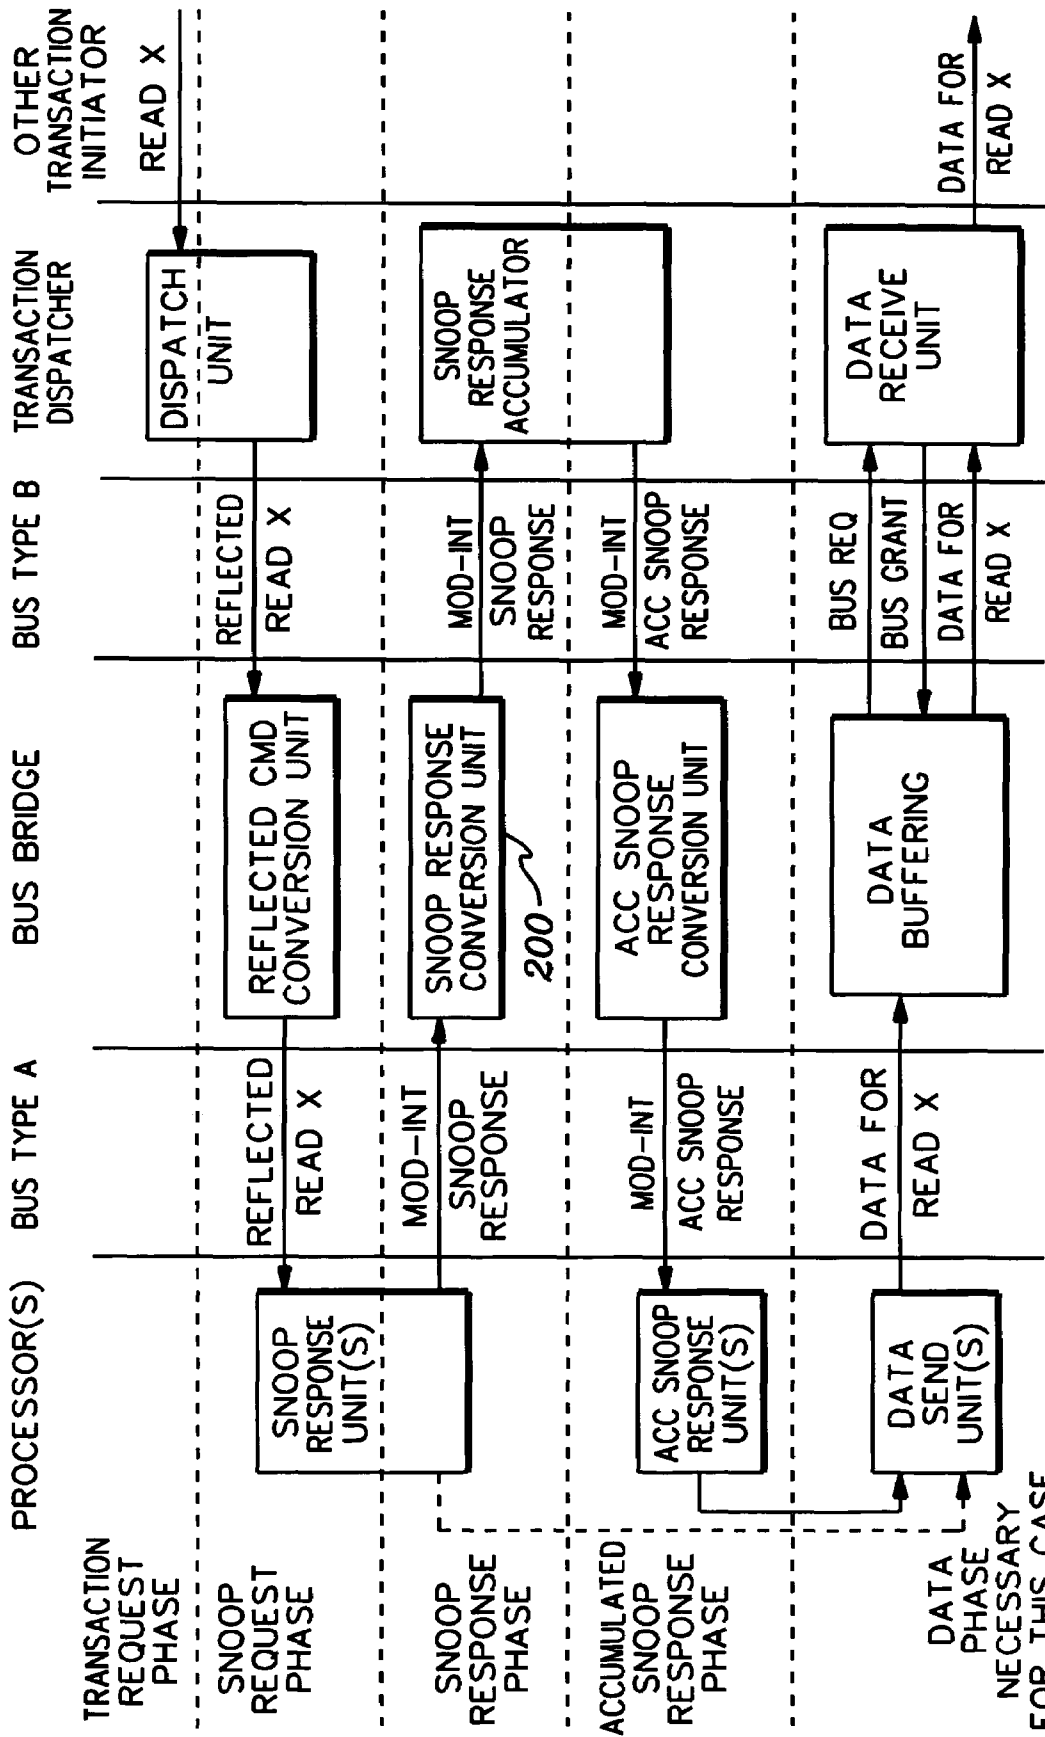 PROCESSOR(S)
BUS TYPE A
BUS BRIDGE
BUS TYPE B
TRANSACTION
DISPATCHER
OTHER
TRANSACTION
INITIATOR
TRANSACTION
REQUEST
PHASE
DISPATCH
UNIT
READ X
SNOOP
REQUEST
PHASE
SNOOP
RESPONSE
UNIT(S)
REFLECTED
READ X
REFLECTED CMD
CONVERSION UNIT
REFLECTED
READ X
SNOOP
RESPONSE
PHASE
MOD-INT
SNOOP
RESPONSE
SNOOP RESPONSE
CONVERSION UNIT
200
MOD-INT
SNOOP
RESPONSE
SNOOP
RESPONSE
ACCUMULATOR
ACCUMULATED
SNOOP
RESPONSE
PHASE
ACC SNOOP
RESPONSE
UNIT(S)
MOD-INT
ACC SNOOP
RESPONSE
ACC SNOOP
RESPONSE
CONVERSION UNIT
MOD-INT
ACC SNOOP
RESPONSE
DATA
PHASE
NECESSARY
FOR THIS CASE
DATA
SEND
UNIT(S)
DATA FOR
READ X
DATA
BUFFERING
BUS REQ
BUS GRANT
DATA FOR
READ X
DATA
RECEIVE
UNIT
DATA FOR
READ X